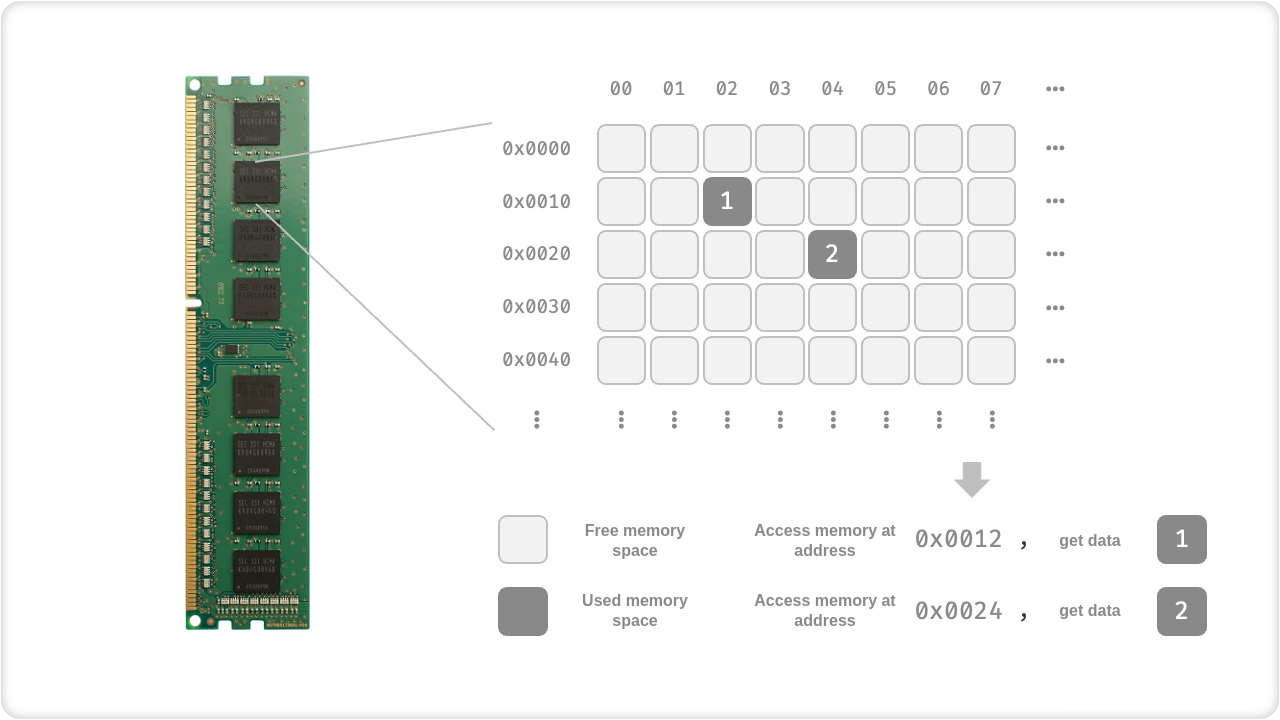 00 01 02 03 04 05 06 07 •••
0x0000 •••
0x0010 1 •••
0x0020 2 •••
0x0030 •••
0x0040 •••
Free memory
space
Access memory at
address
0x0012 ,
get data
1
Used memory
space
Access memory at
address
0x0024 ,
get data
2